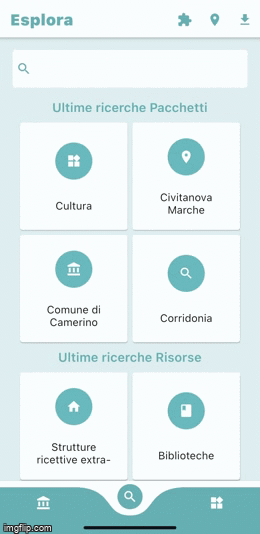 Esplora
Ultime ricerche Pacchetti
Cultura
Civitanova
Marche
Comune di
Camerino
Corridonia
Ultime ricerche Risorse
Strutture
ricettive extra-
Biblioteche
imgflip.com